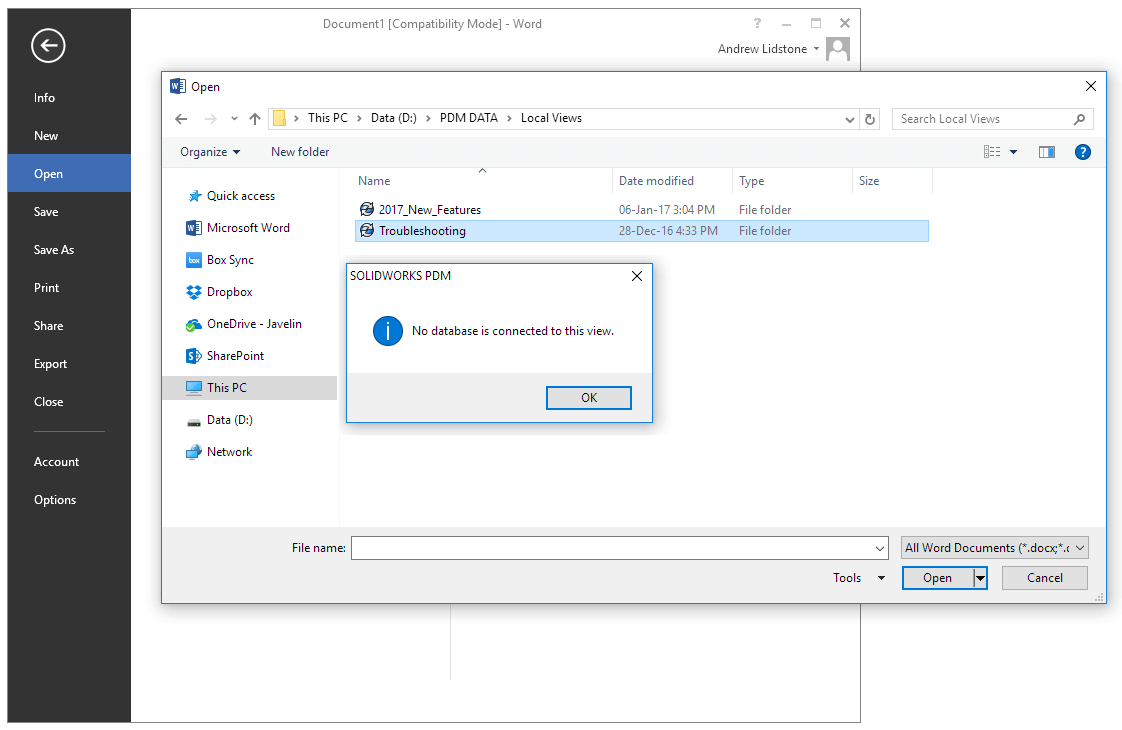 Document1 [Compatibility Mode] - Word
?
Andrew Lidstone
Info
New
Open
Save
Save As
Print
Share
Export
Close
Account
Options
Open
This PC > Data (D:) > PDM DATA > Local Views
Search Local Views
Organize
New folder
?
Name Date modified Type Size
2017_New_Features 06-Jan-17 3:04 PM File folder
Troubleshooting 28-Dec-16 4:33 PM File folder
Quick access
Microsoft Word
box Box Sync
Dropbox
OneDrive - Javelin
SharePoint
This PC
Data (D:)
Network
SOLIDWORKS PDM
No database is connected to this view.
OK
File name:
All Word Documents (*.docx;*.
Tools
Open
Cancel